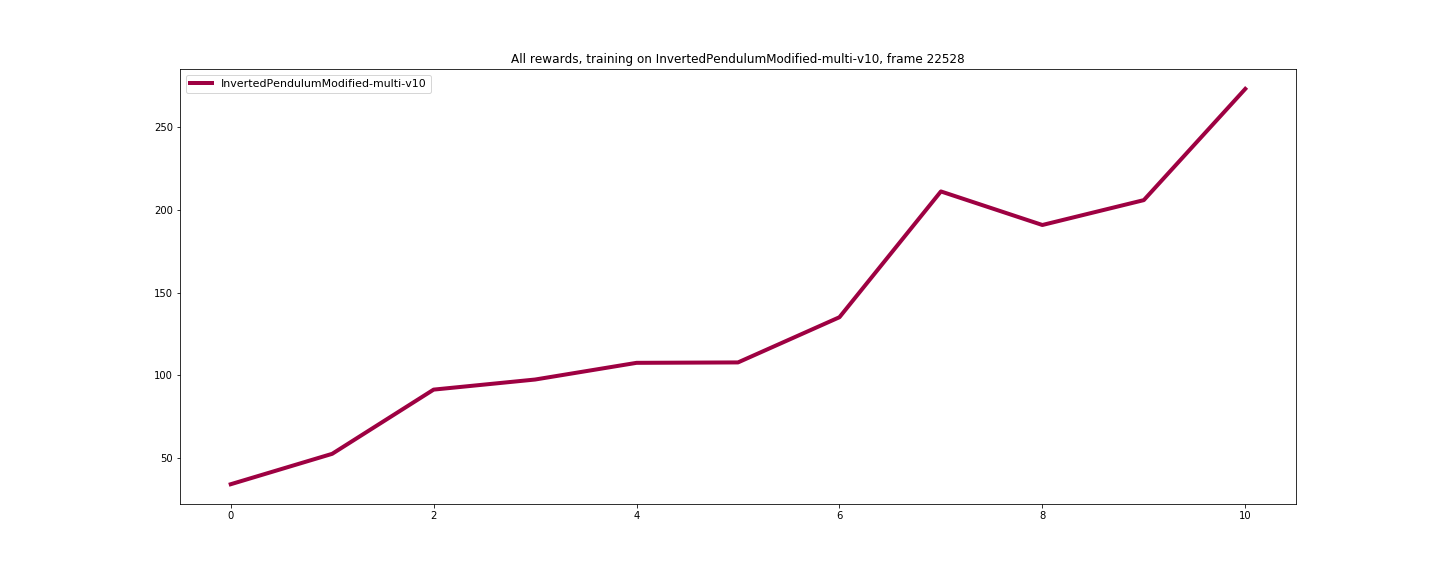 All rewards, training on InvertedPendulumModified-multi-v10, frame 22528
InvertedPendulumModified-multi-v10
250
200
150
100
50
0 2 4 6 8 10